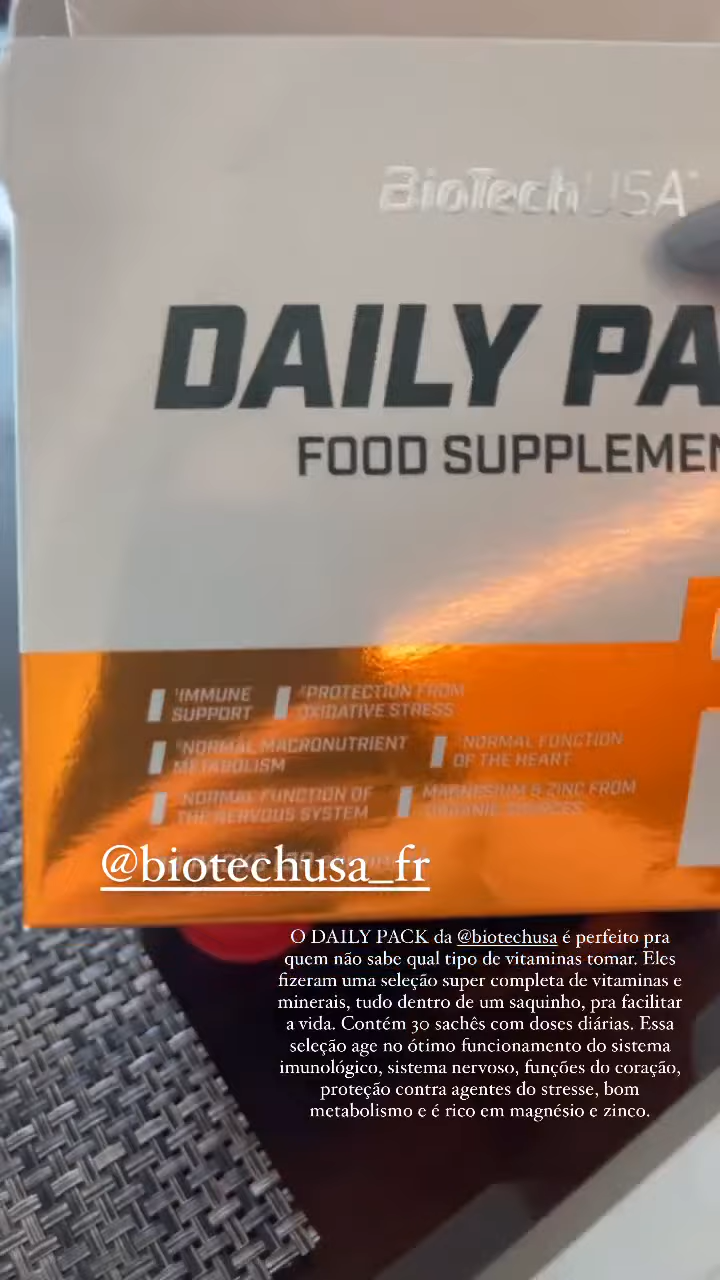 BioTechUSA
DAILY PA
FOOD SUPPLEMEN
IMMUNE
SUPPORT
PROTECTION FROM
OXIDATIVE STRESS
NORMAL MACRONUTRIENT
METABOLISM
NORMAL FUNCTION
OF THE HEART
NORMAL FUNCTION OF
THE NERVOUS SYSTEM
MAGNESIUM & ZINC FROM
ORGANIC SOURCES
@biotechusa_fr
O DAILY PACK da @biotechusa é perfeito pra
quem não sabe qual tipo de vitaminas tomar. Eles
fizeram uma seleção super completa de vitaminas e
minerais, tudo dentro de um saquinho, pra facilitar
a vida. Contém 30 sachês com doses diárias. Essa
seleção age no ótimo funcionamento do sistema
imunológico, sistema nervoso, funções do coração,
proteção contra agentes do stresse, bom
metabolismo e é rico em magnésio e zinco.